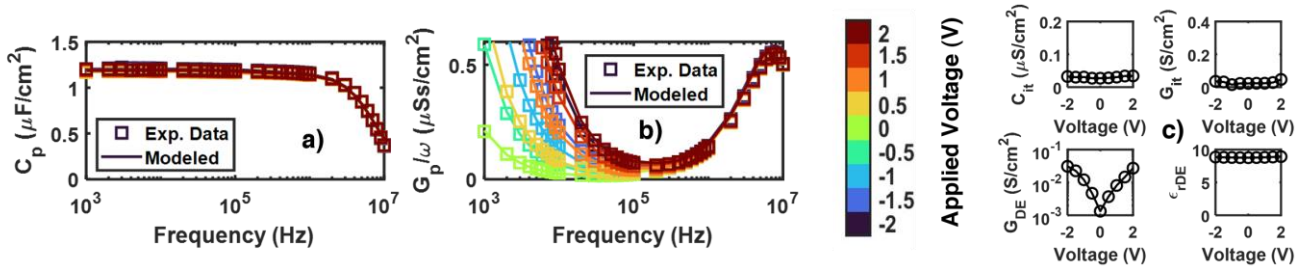 C_p (μF/cm²)
1.5
1
0.5
0
Exp. Data
Modeled
a)
10³
10⁵
10⁷
Frequency (Hz)
G_p/ω (μSs/cm²)
0.5
0
Exp. Data
Modeled
b)
10³
10⁵
10⁷
Frequency (Hz)
2
1.5
1
0.5
0
-0.5
-1
-1.5
-2
Applied Voltage (V)
C_it (μS/cm²)
0.2
0.1
0
-2 0 2
Voltage (V)
G_it (S/cm²)
0.4
0.2
0
-2 0 2
Voltage (V)
c)
G_DE (S/cm²)
10⁻¹
10⁻²
10⁻³
-2 0 2
Voltage (V)
ϵ_rDE
10
5
0
-2 0 2
Voltage (V)